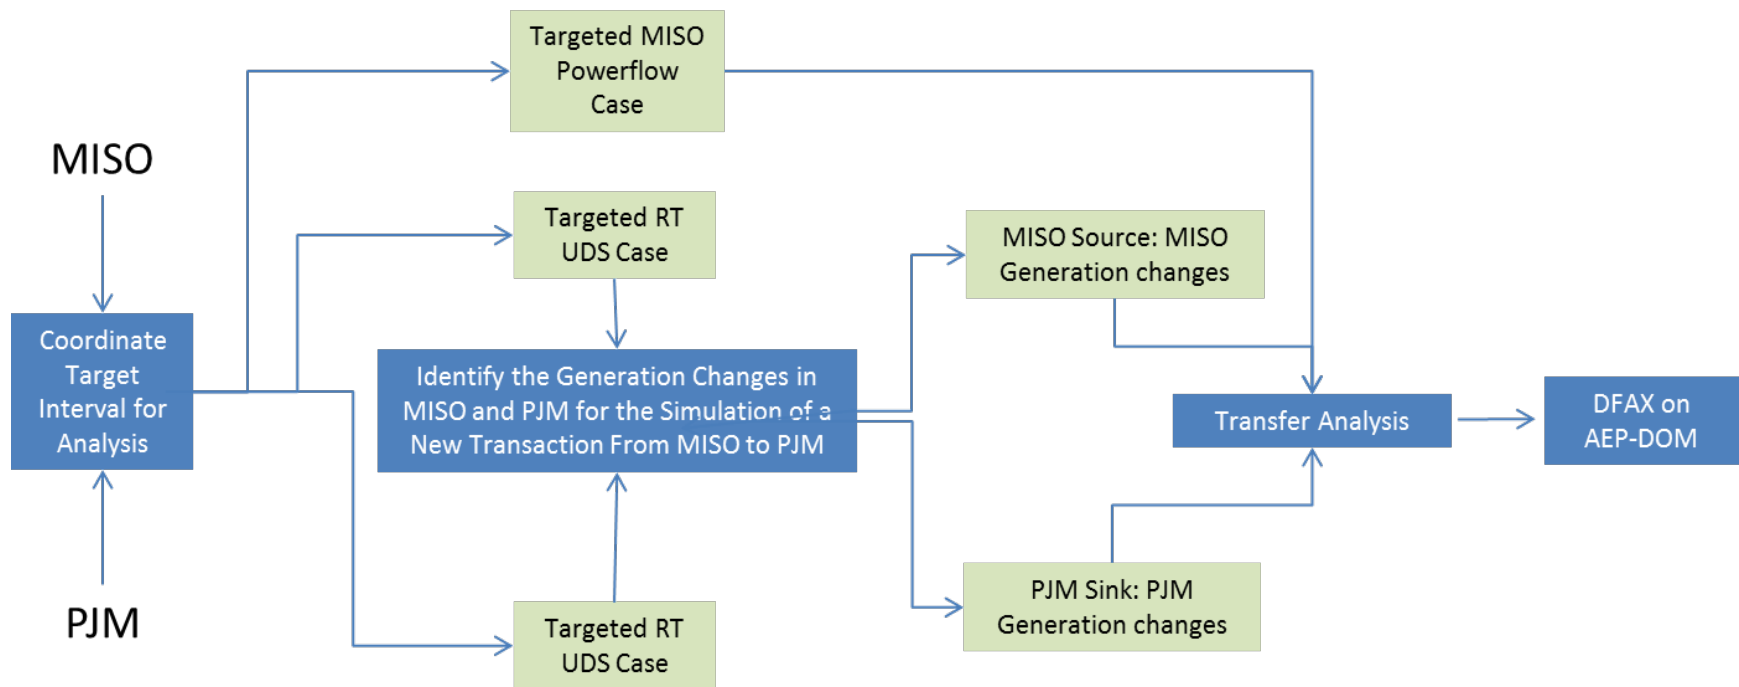 Targeted MISO
Powerflow
Case
MISO
Targeted RT
UDS Case
MISO Source: MISO
Generation changes
Coordinate
Target
Interval for
Analysis
Identify the Generation Changes in
MISO and PJM for the Simulation of a
New Transaction From MISO to PJM
Transfer Analysis
DFAX on
AEP-DOM
PJM
Targeted RT
UDS Case
PJM Sink: PJM
Generation changes